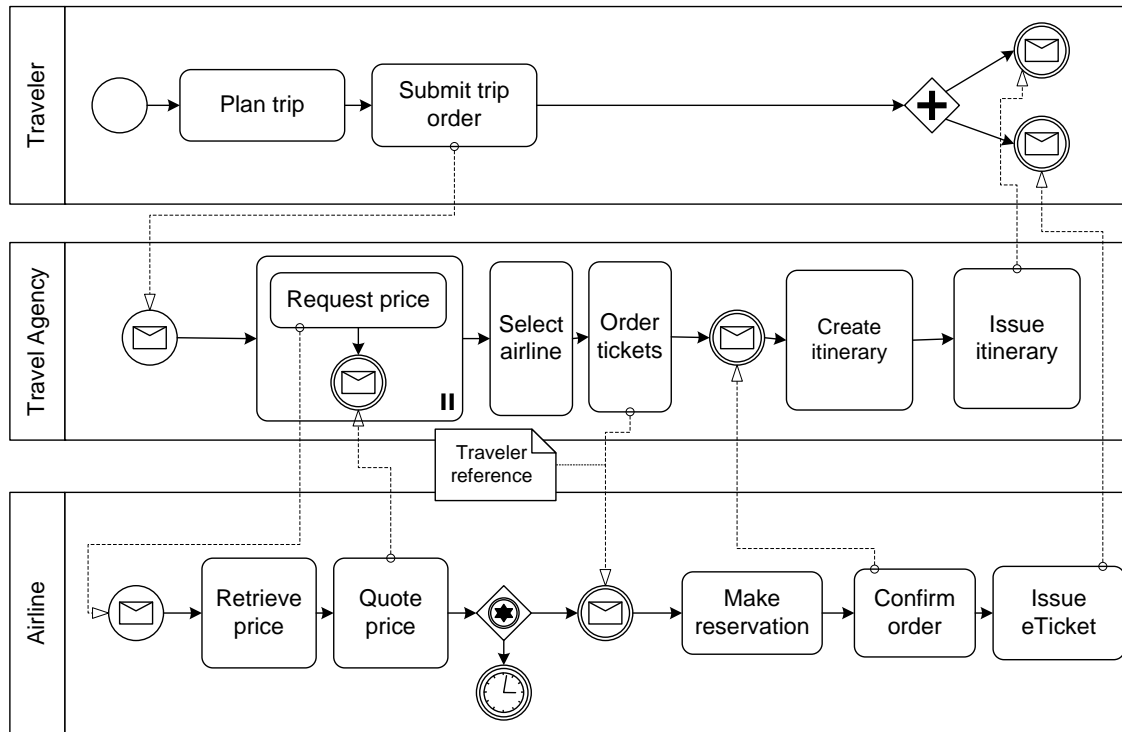 Traveler
Plan trip
Submit trip
order
Travel Agency
Request price
Select
airline
Order
tickets
Create
itinerary
Issue
itinerary
Traveler
reference
Airline
Retrieve
price
Quote
price
Make
reservation
Confirm
order
Issue
eTicket